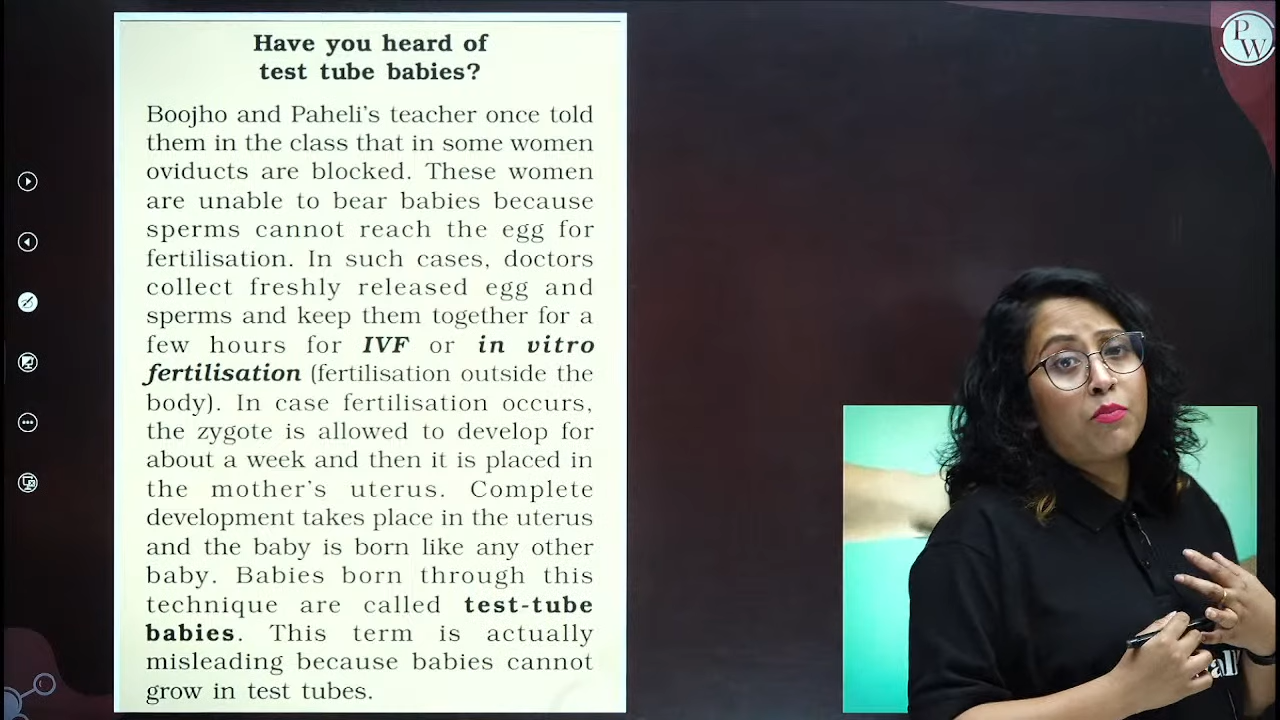 Have you heard of
test tube babies?
Boojho and Paheli's teacher once told
them in the class that in some women
oviducts are blocked. These women
are unable to bear babies because
sperms cannot reach the egg for
fertilisation. In such cases, doctors
collect freshly released egg and
sperms and keep them together for a
few hours for IVF or in vitro
fertilisation (fertilisation outside the
body). In case fertilisation occurs,
the zygote is allowed to develop for
about a week and then it is placed in
the mother's uterus. Complete
development takes place in the uterus
and the baby is born like any other
baby. Babies born through this
technique are called test-tube
babies. This term is actually
misleading because babies cannot
grow in test tubes.
P
W